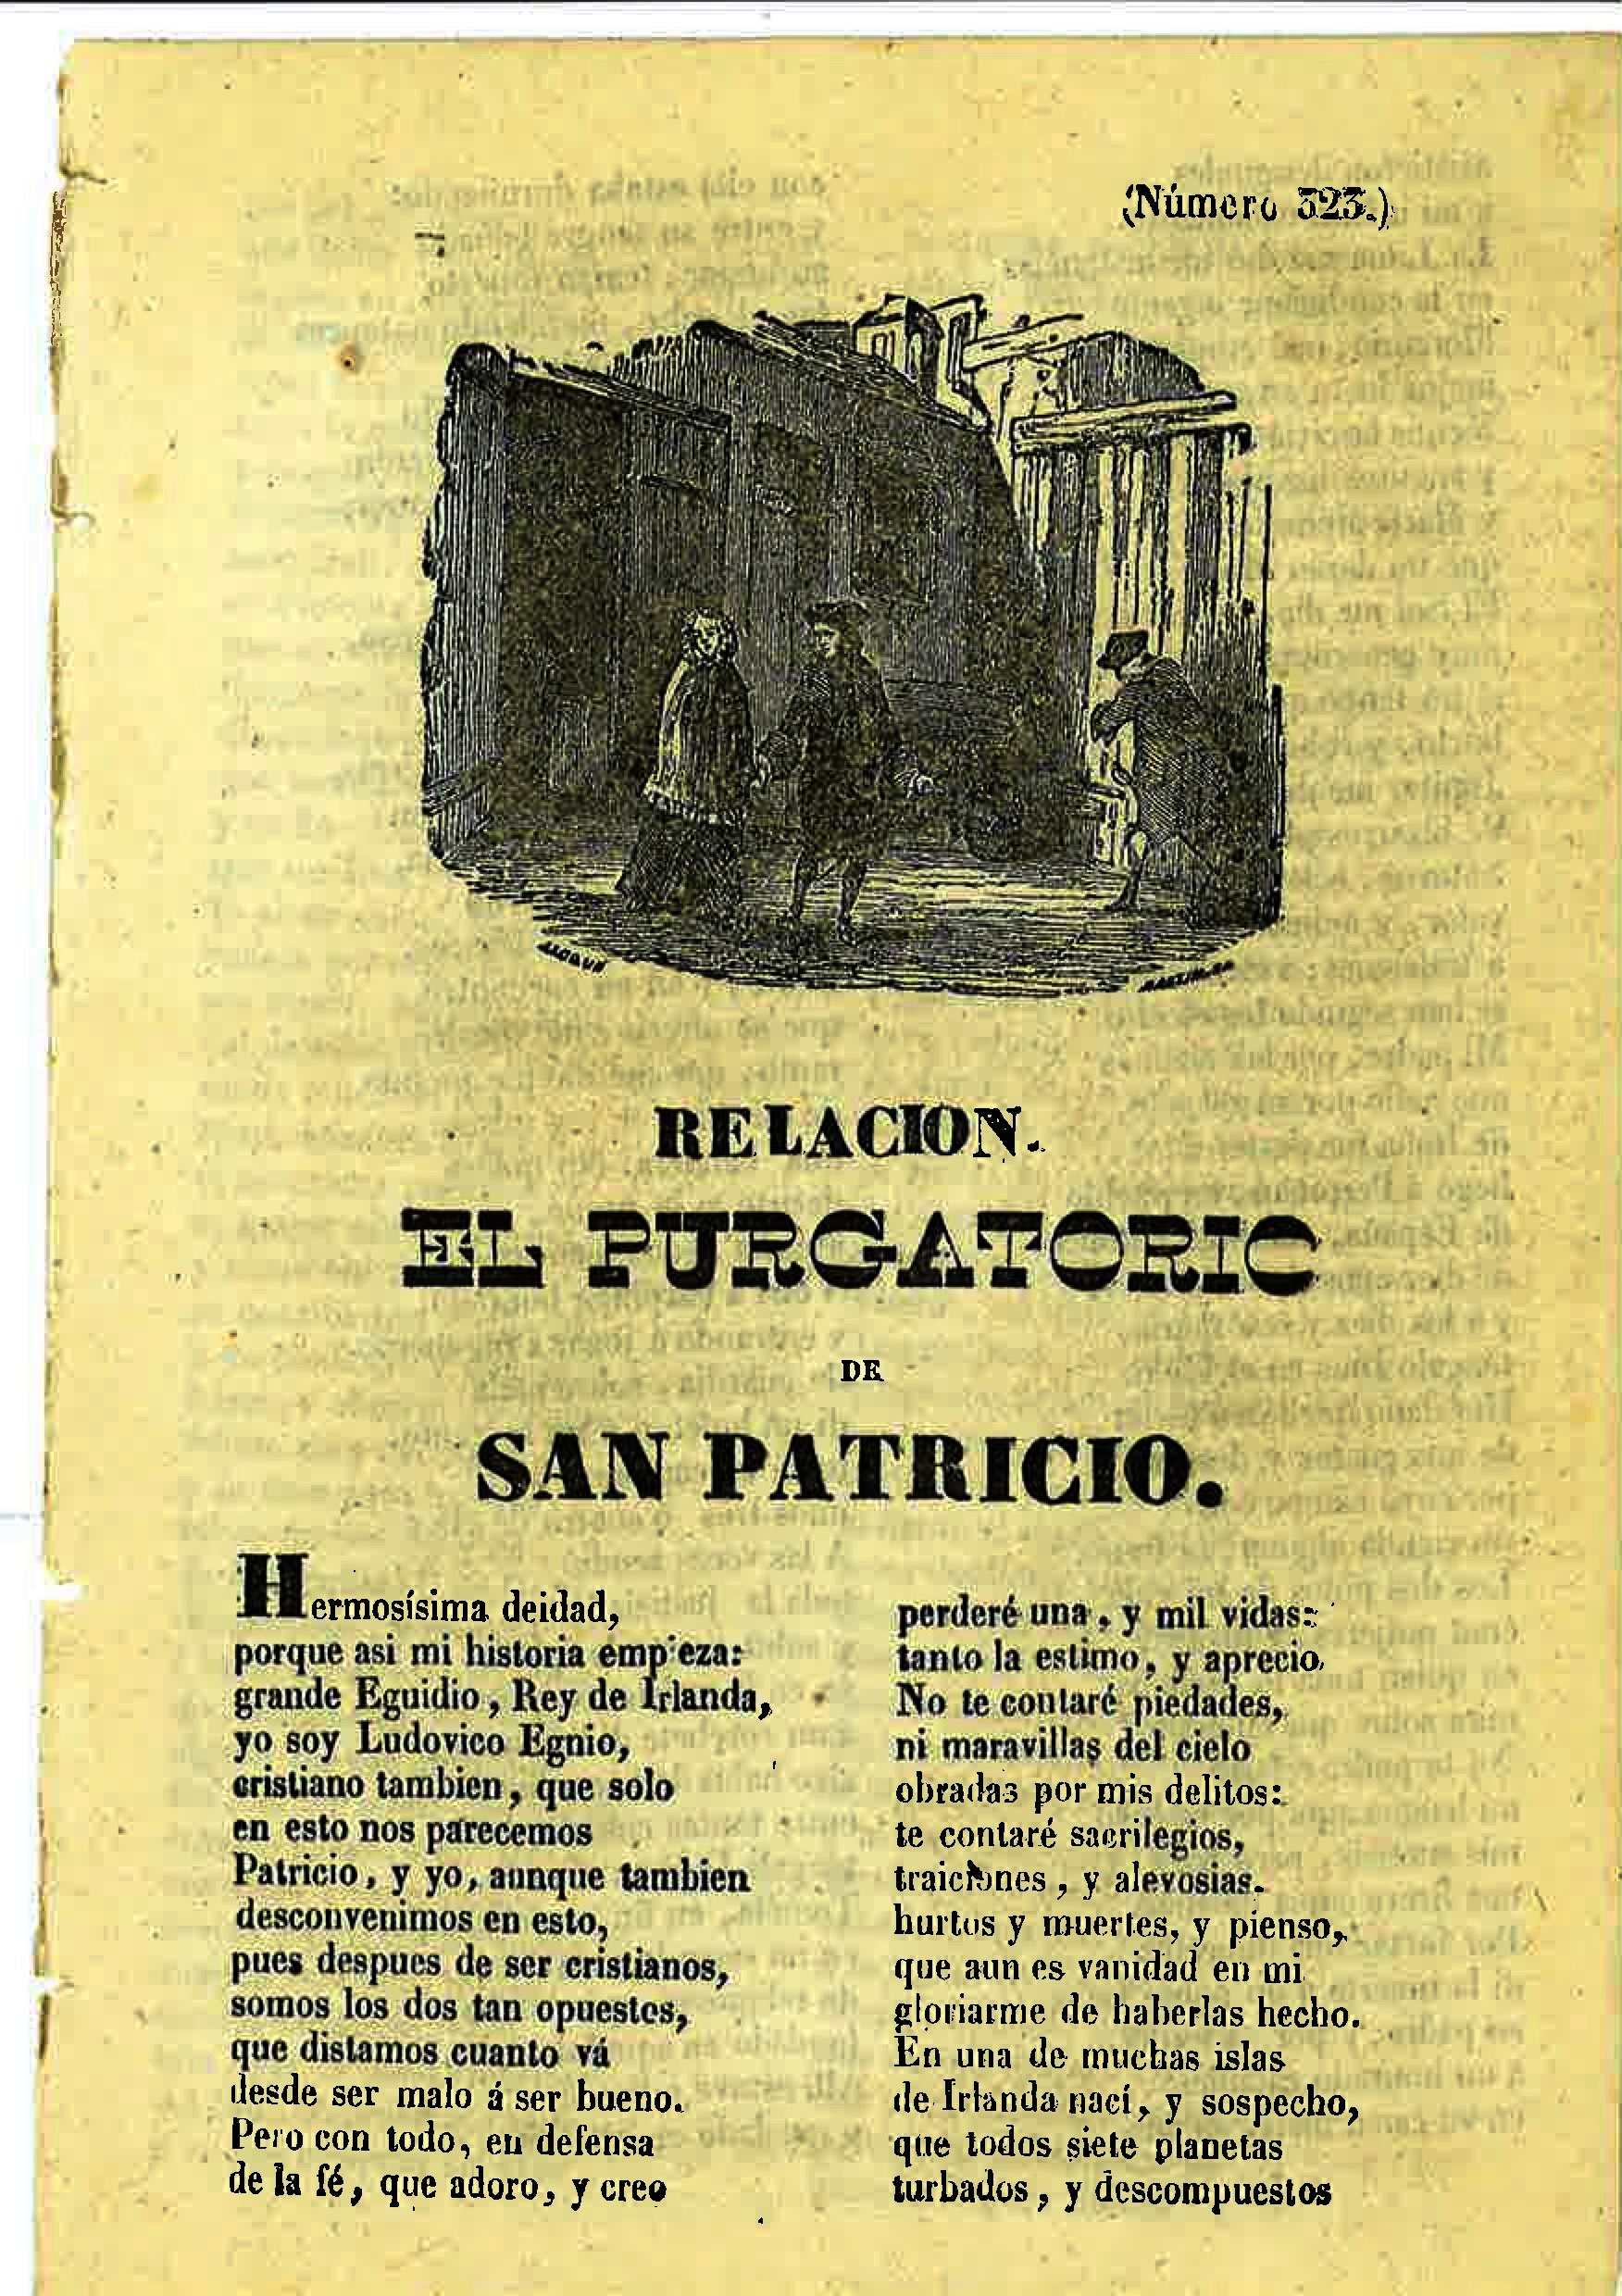 (Número 323.)
RELACION.
EL PURGATORIO
DE
SAN PATRICIO.
Hermosísima deidad,
porque asi mi historia empieza:
grande Eguidio, Rey de Irlanda,
yo soy Ludovico Egnio,
cristiano tambien, que solo
en esto nos parecemos
Patricio, y yo, aunque tambien
desconvenimos en esto,
pues despues de ser cristianos,
somos los dos tan opuestos,
que distamos cuanto vá
desde ser malo á ser bueno.
Pero con todo, en defensa
de la fé, que adoro, y creo
perderé una, y mil vidas:
tanto la estimo, y aprecio.
No te contaré piedades,
ni maravillas del cielo
obradas por mis delitos:
te contaré sacrilegios,
traiciones, y alevosias.
hurtos y muertes, y pienso,
que aun es vanidad en mi
gloriarme de haberlas hecho.
En una de muchas islas
de Irlanda nací, y sospecho,
que todos siete planetas
turbados, y descompuestos